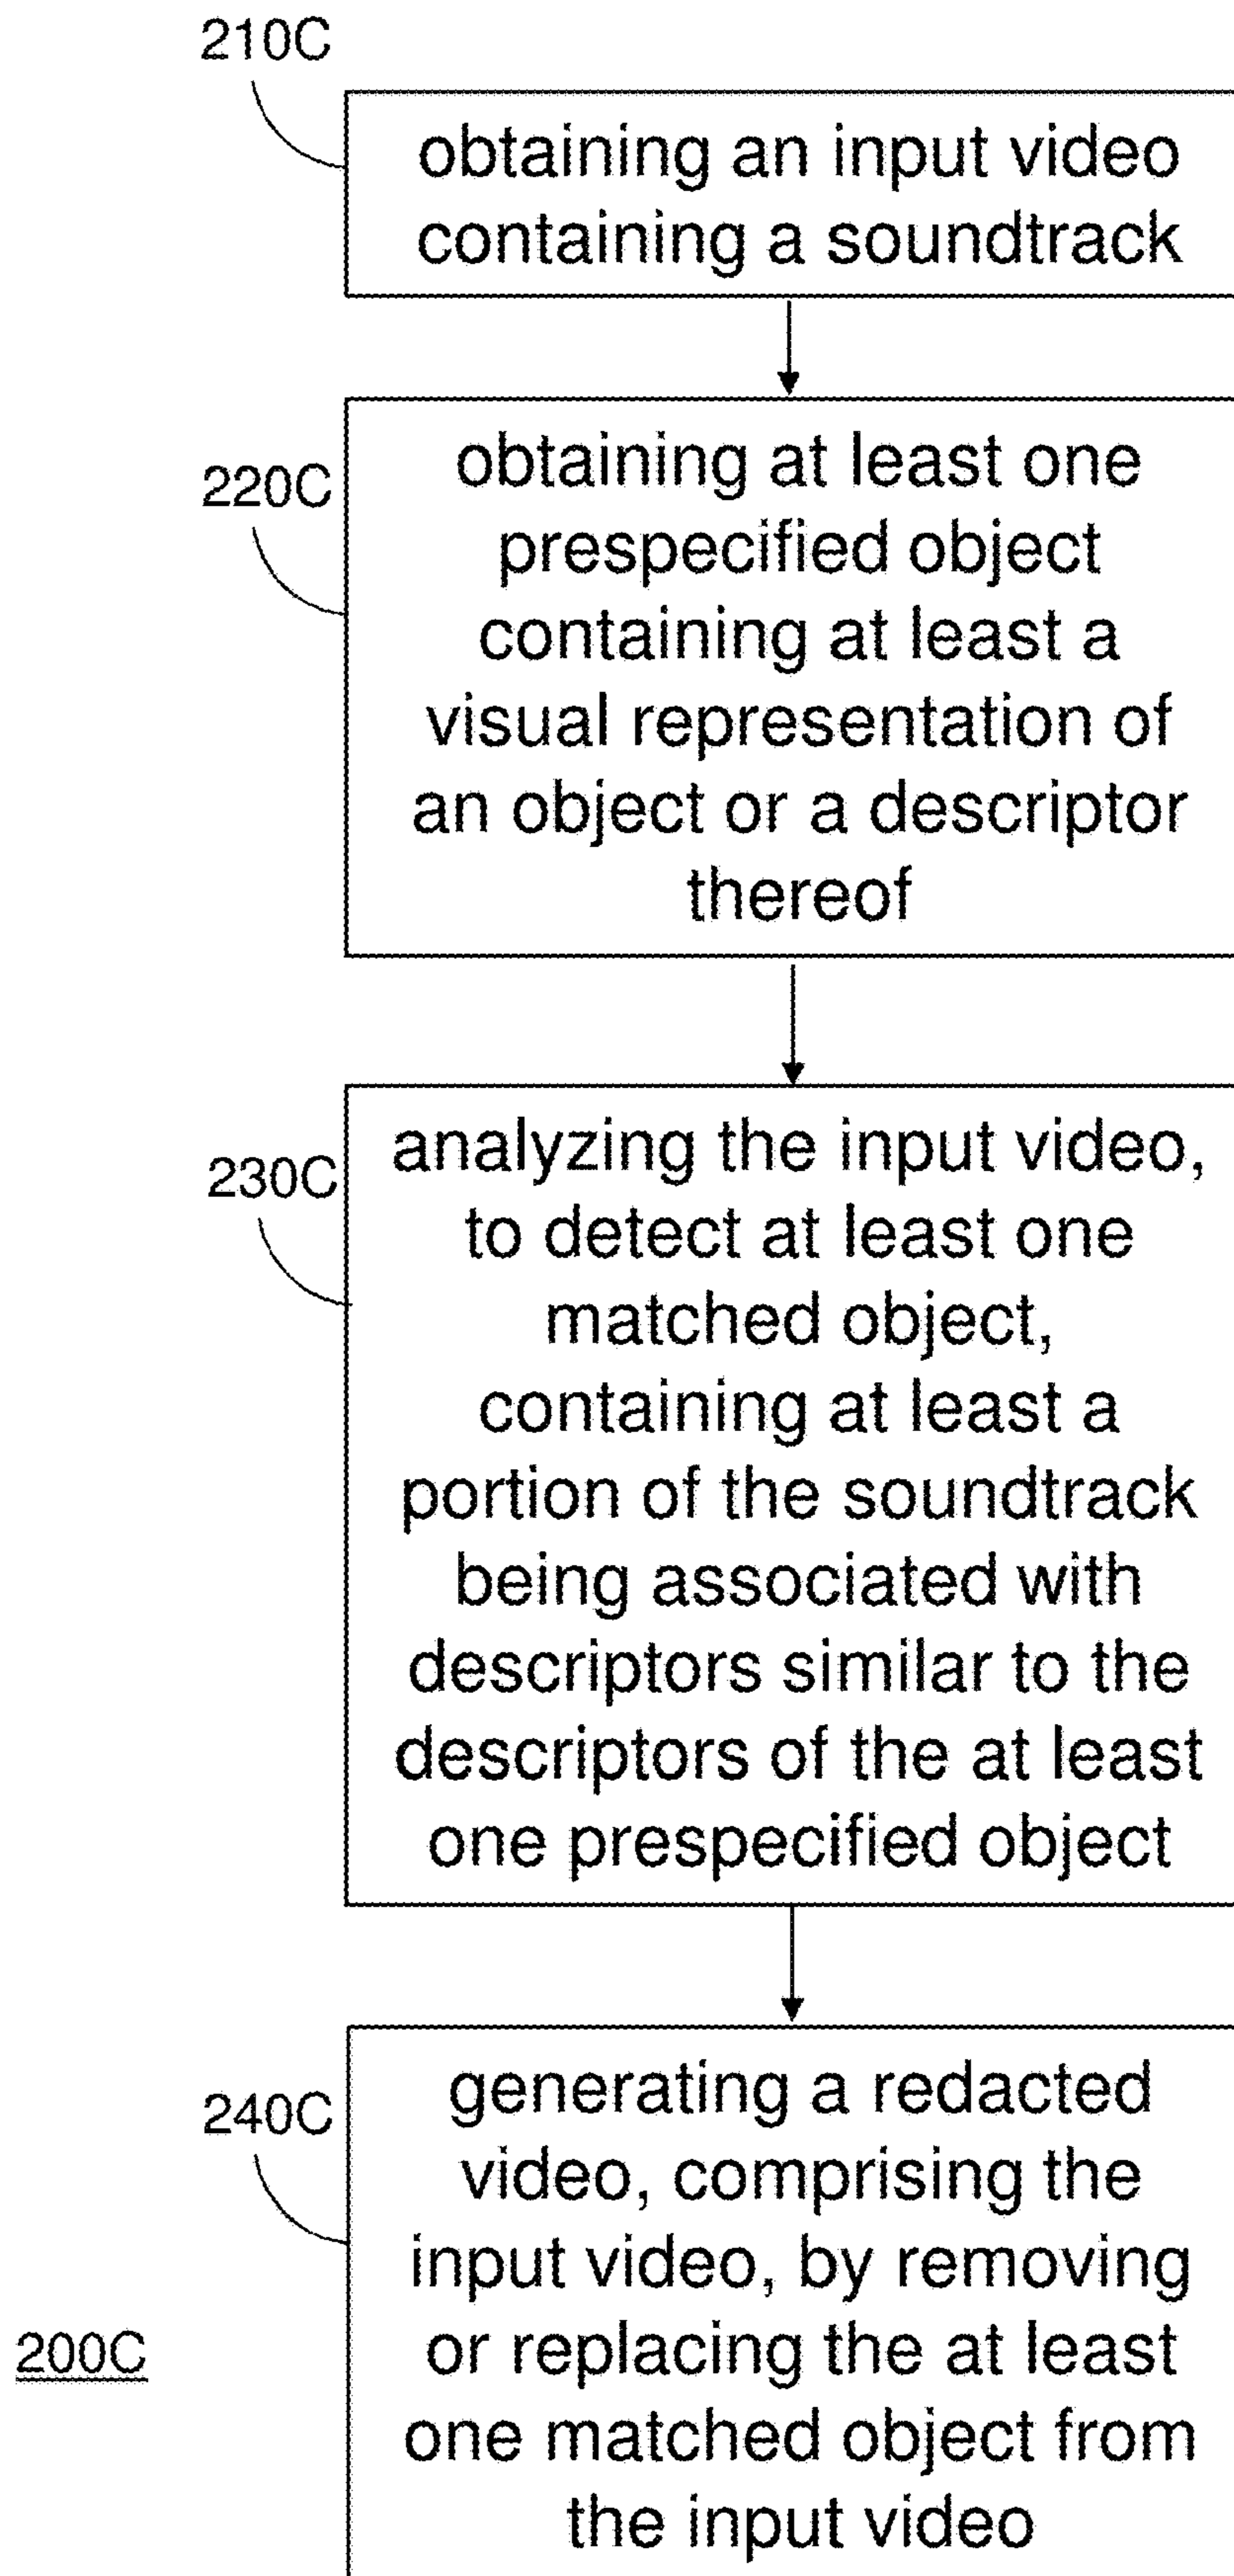 210C
obtaining an input video
containing a soundtrack
220C
obtaining at least one
prespecified object
containing at least a
visual representation of
an object or a descriptor
thereof
230C
analyzing the input video,
to detect at least one
matched object,
containing at least a
portion of the soundtrack
being associated with
descriptors similar to the
descriptors of the at least
one prespecified object
240C
generating a redacted
video, comprising the
input video, by removing
or replacing the at least
one matched object from
the input video
200C